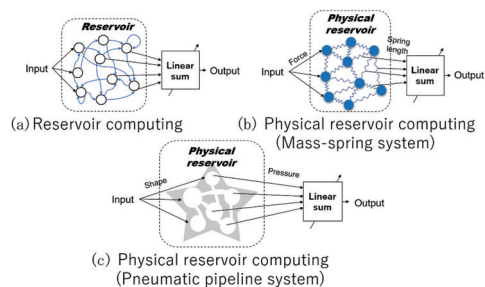 Reservoir
Input
Linear
sum
Output
(a) Reservoir computing
Physical
reservoir
Spring
length
Force
Input
Linear
sum
Output
(b) Physical reservoir computing
(Mass-spring system)
Physical
reservoir
Shape
Pressure
Input
Linear
sum
Output
(c) Physical reservoir computing
(Pneumatic pipeline system)